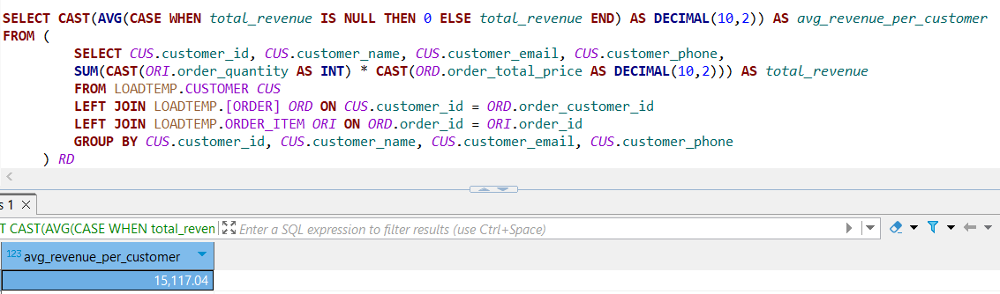 SELECT CAST(AVG(CASE WHEN total_revenue IS NULL THEN 0 ELSE total_revenue END) AS DECIMAL(10,2)) AS avg_revenue_per_customer
FROM (
SELECT CUS.customer_id, CUS.customer_name, CUS.customer_email, CUS.customer_phone,
SUM(CAST(ORI.order_quantity AS INT) * CAST(ORD.order_total_price AS DECIMAL(10,2))) AS total_revenue
FROM LOADTEMP.CUSTOMER CUS
LEFT JOIN LOADTEMP.[ORDER] ORD ON CUS.customer_id = ORD.order_customer_id
LEFT JOIN LOADTEMP.ORDER_ITEM ORI ON ORD.order_id = ORI.order_id
GROUP BY CUS.customer_id, CUS.customer_name, CUS.customer_email, CUS.customer_phone
) RD
s 1
T CAST(AVG(CASE WHEN total_reven Enter a SQL expression to filter results (use Ctrl+Space)
123 avg_revenue_per_customer
15,117.04